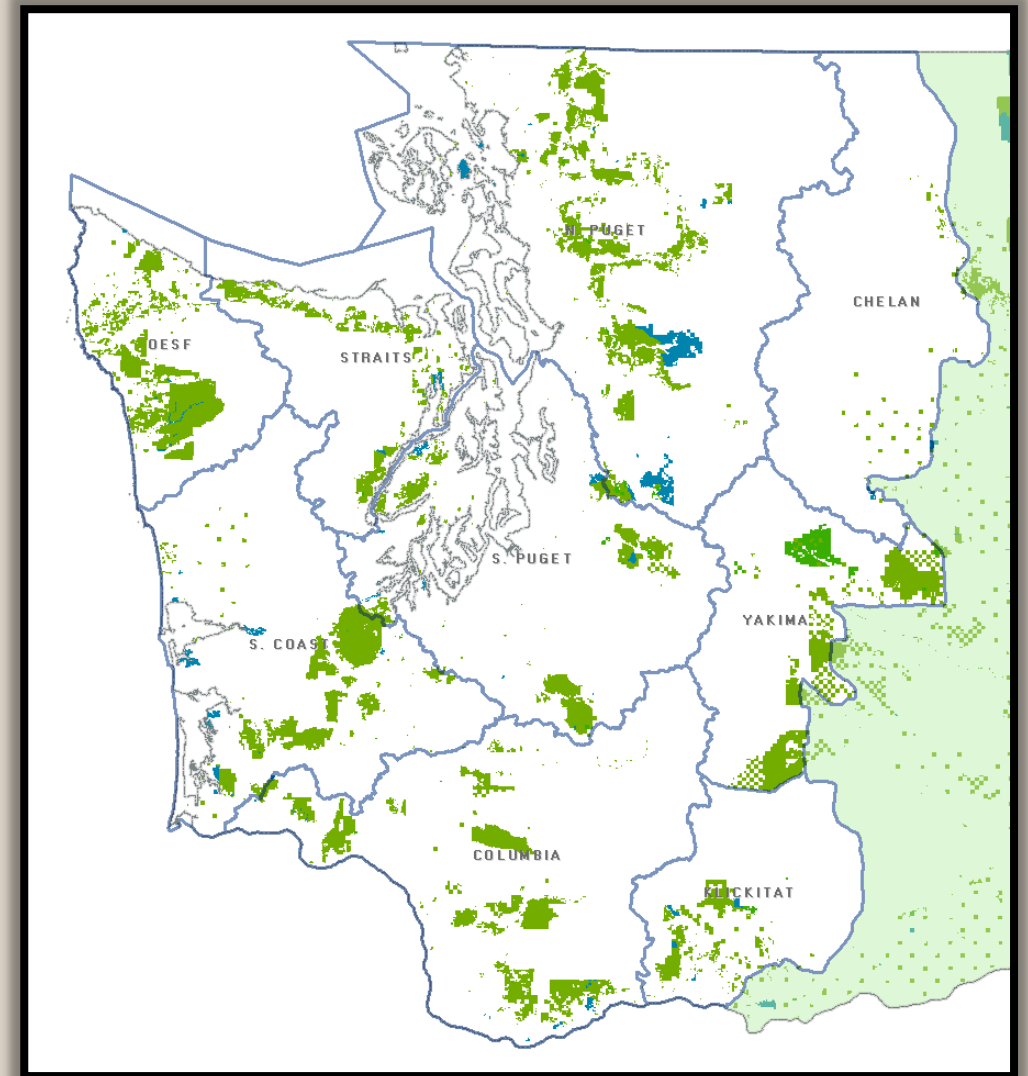 N. PUGET
CHELAN
OESF
STRAITS
S. PUGET
YAKIMA
S. COAST
COLUMBIA
KLICKITAT